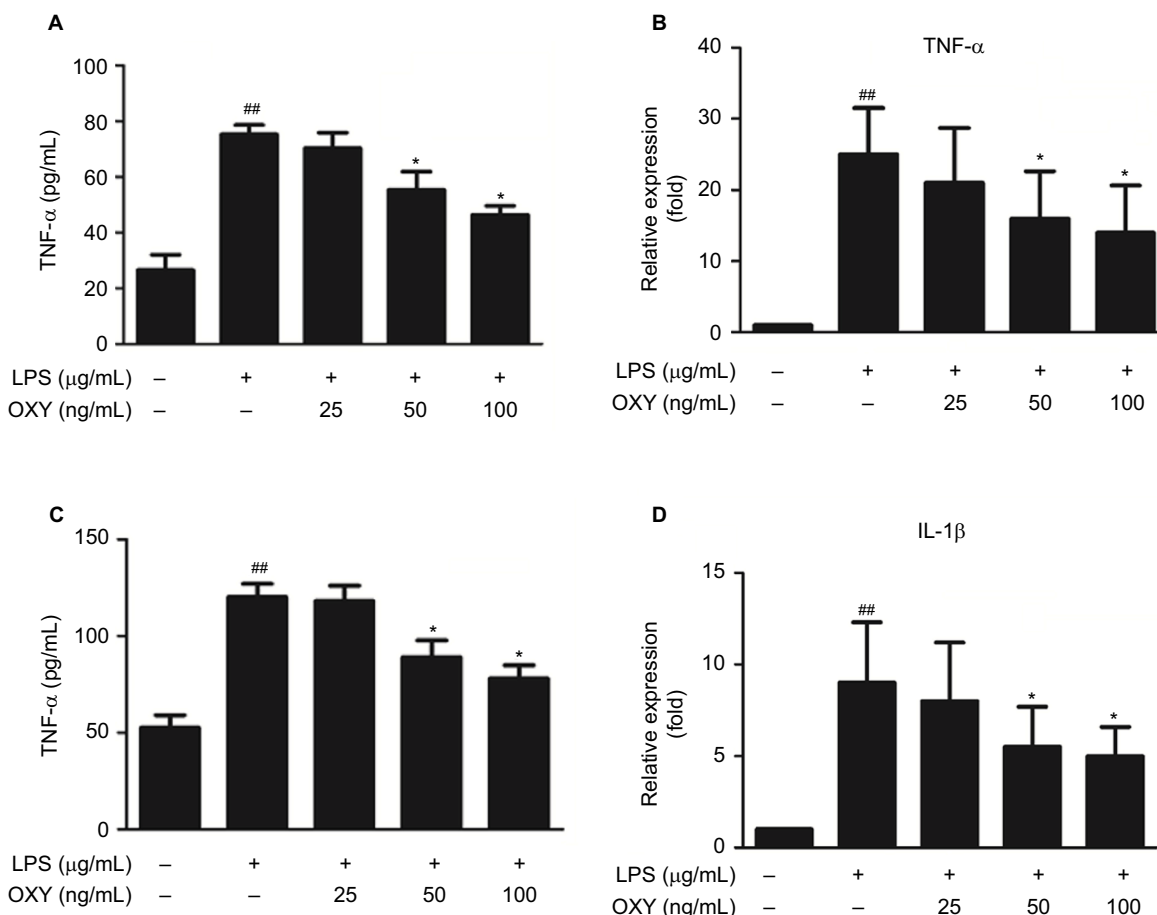 A
TNF-α (pg/mL)
100
80
60
40
20
0
##
*
*
LPS (μg/mL) – + + + +
OXY (ng/mL) – – 25 50 100
B
TNF-α
Relative expression
(fold)
40
30
20
10
0
##
*
*
LPS (μg/mL) – + + + +
OXY (ng/mL) – – 25 50 100
C
TNF-α (pg/mL)
150
100
50
0
##
*
*
LPS (μg/mL) – + + + +
OXY (ng/mL) – – 25 50 100
D
IL-1β
Relative expression
(fold)
15
10
5
0
##
*
*
LPS (μg/mL) – + + + +
OXY (ng/mL) – – 25 50 100